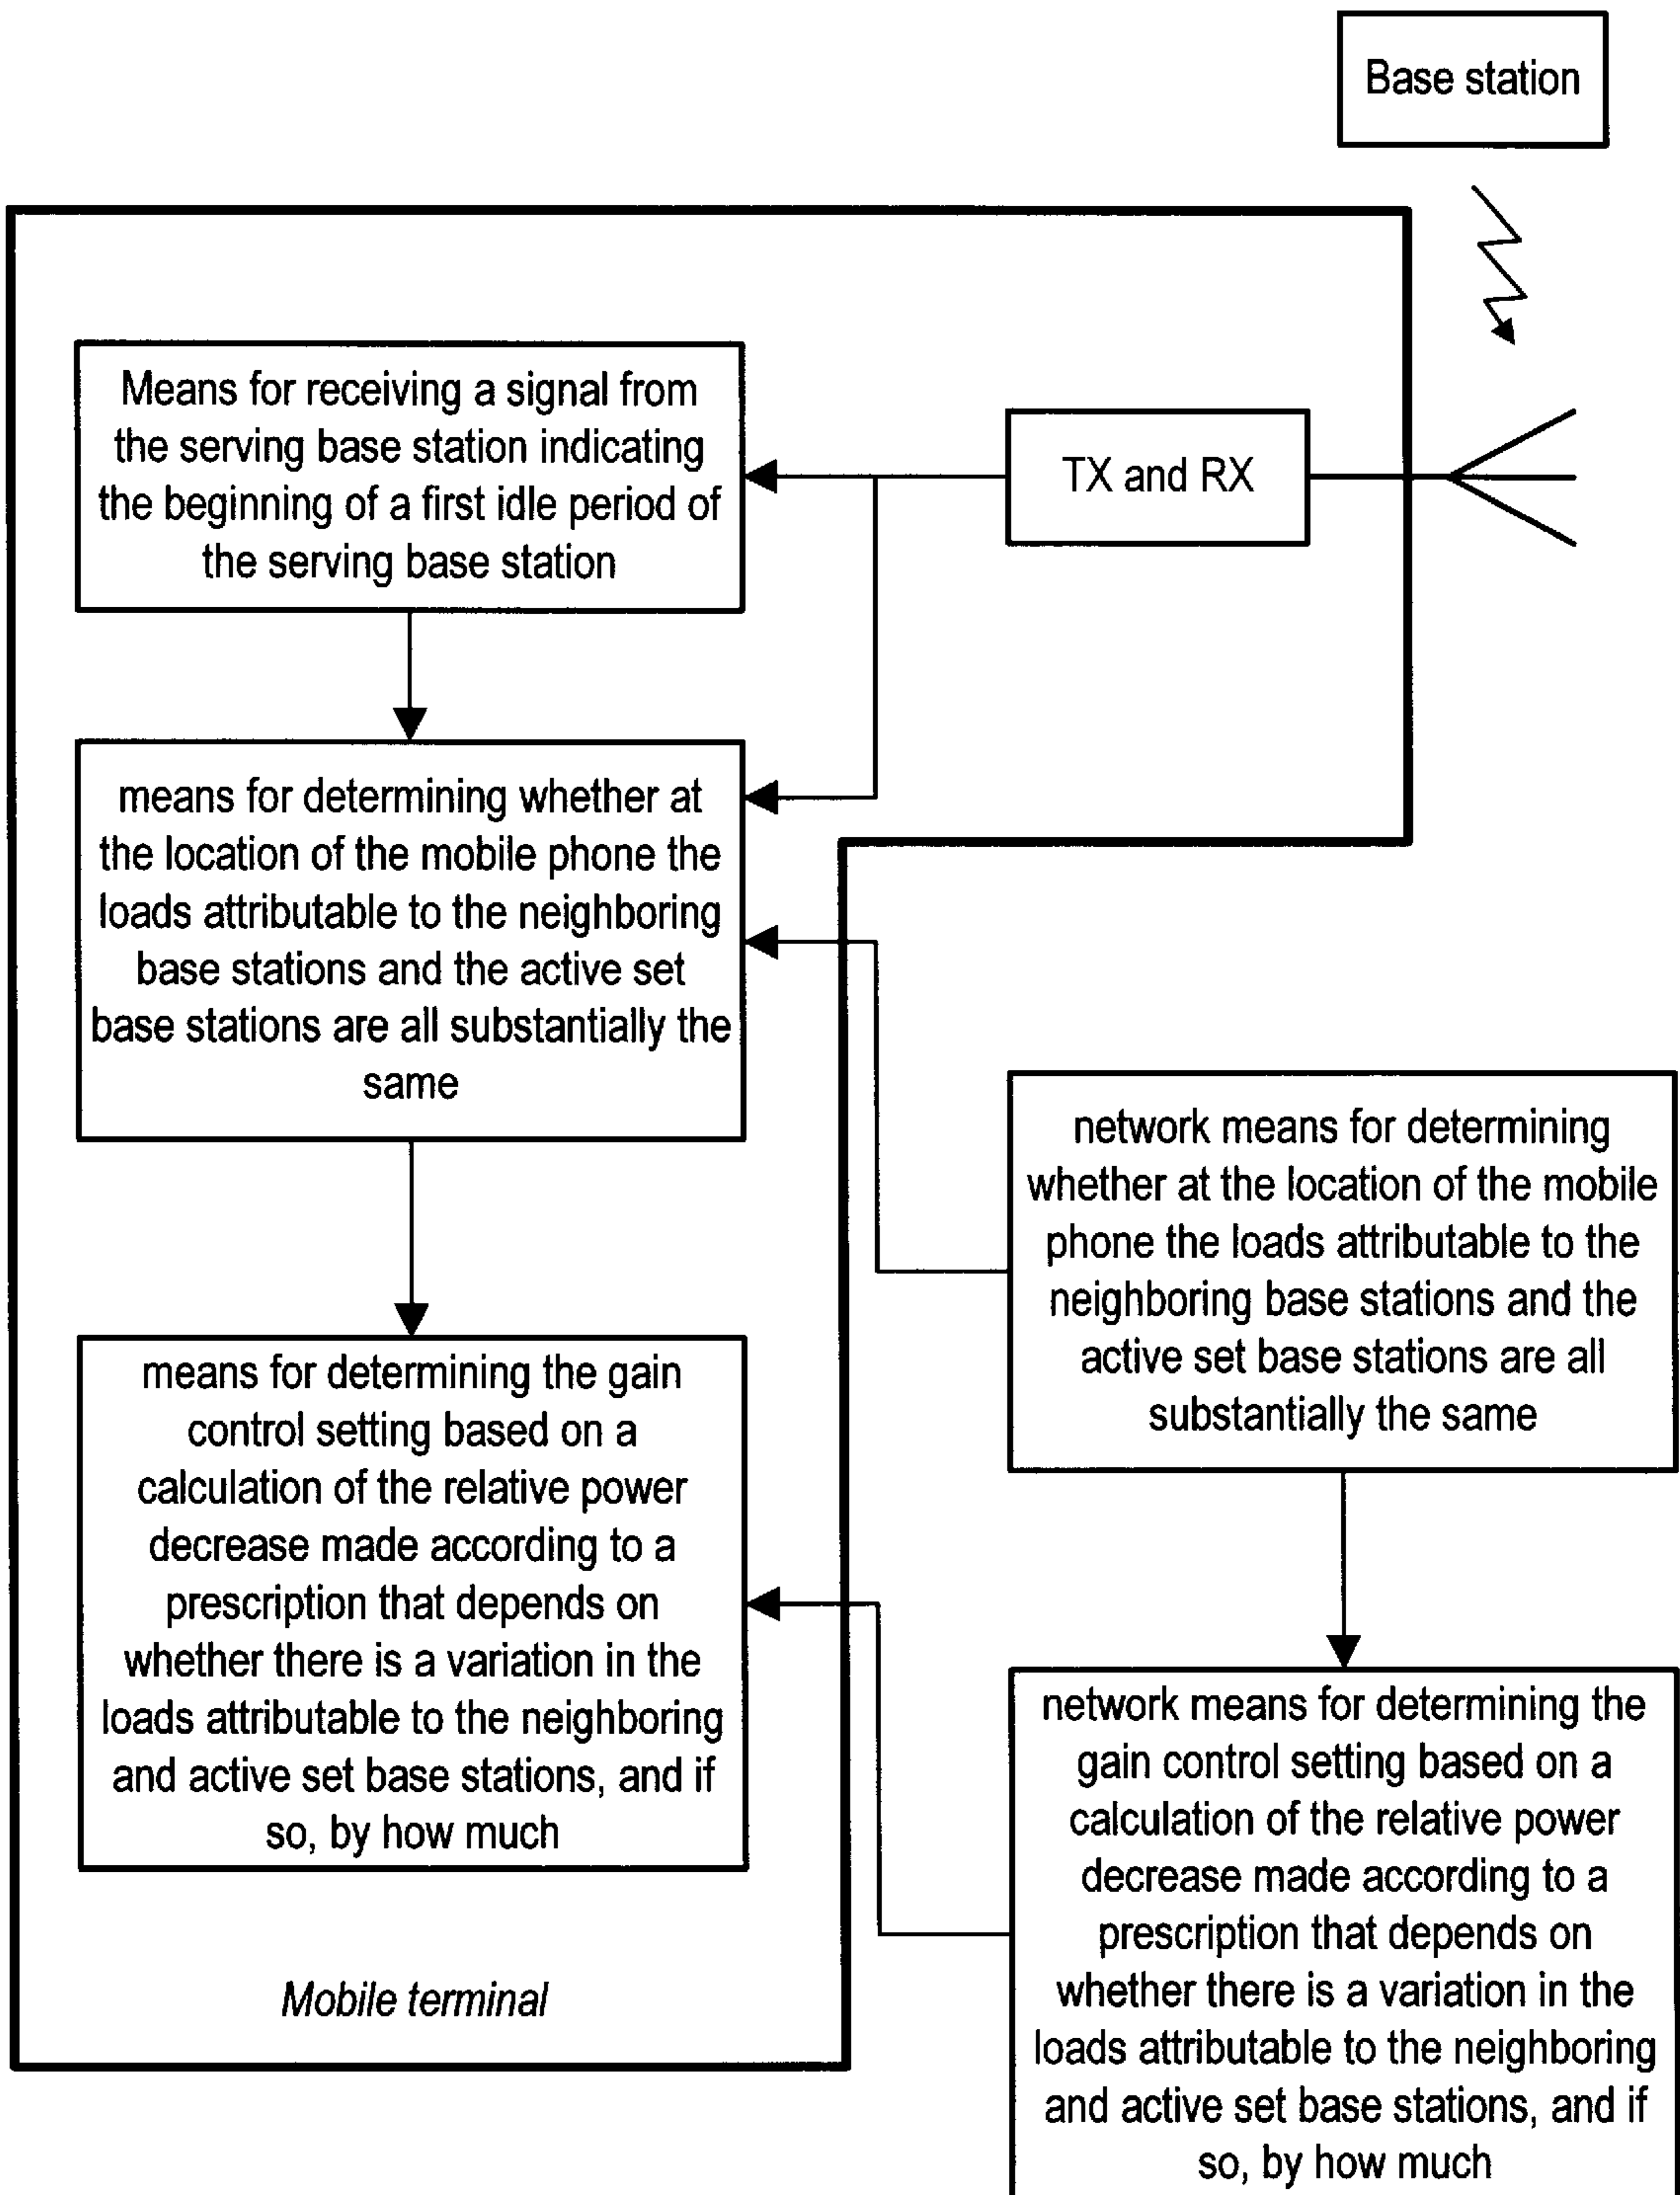 Base station
Means for receiving a signal from
the serving base station indicating
the beginning of a first idle period of
the serving base station
TX and RX
means for determining whether at
the location of the mobile phone the
loads attributable to the neighboring
base stations and the active set
base stations are all substantially the
same
network means for determining
whether at the location of the mobile
phone the loads attributable to the
neighboring base stations and the
active set base stations are all
substantially the same
means for determining the gain
control setting based on a
calculation of the relative power
decrease made according to a
prescription that depends on
whether there is a variation in the
loads attributable to the neighboring
and active set base stations, and if
so, by how much
network means for determining the
gain control setting based on a
calculation of the relative power
decrease made according to a
prescription that depends on
whether there is a variation in the
loads attributable to the neighboring
and active set base stations, and if
so, by how much
Mobile terminal